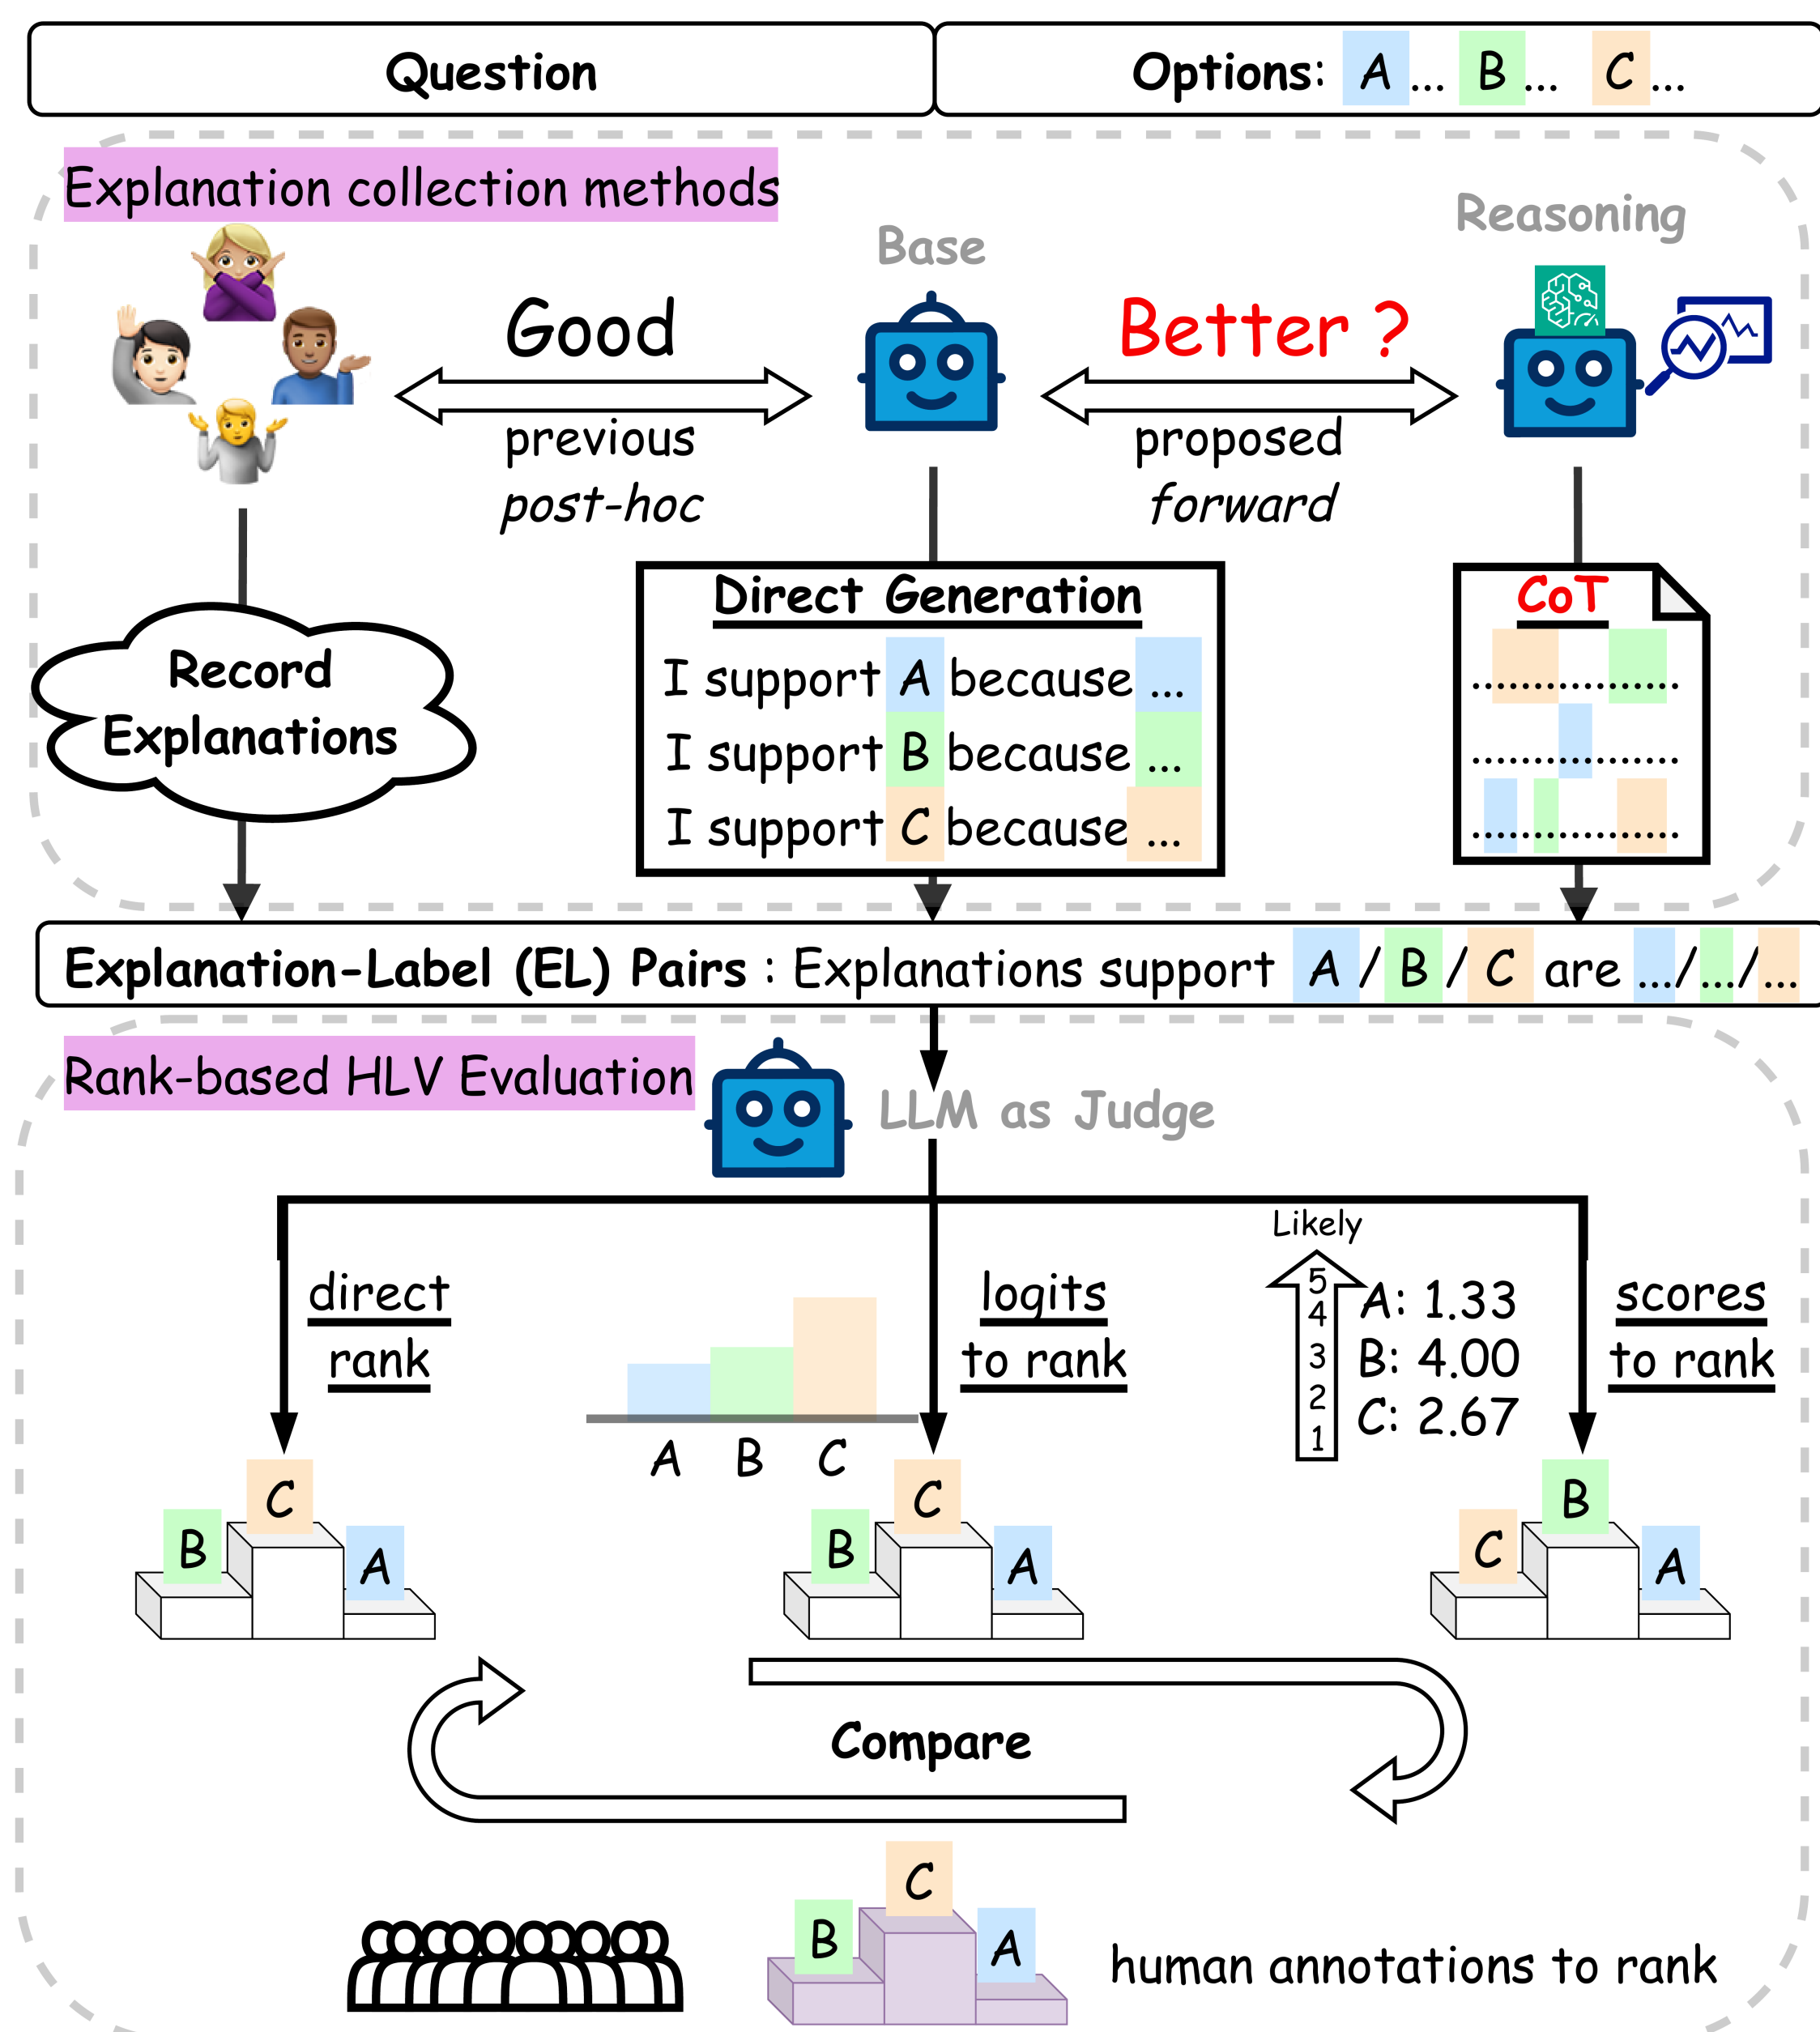 Question
Options: A... B... C...
Explanation collection methods
Base
Reasoning
Good
Better ?
previous
post-hoc
proposed
forward
Record
Explanations
Direct Generation
I support A because ...
I support B because ...
I support C because ...
CoT
Explanation-Label (EL) Pairs : Explanations support A / B / C are .../.../...
Rank-based HLV Evaluation
LLM as Judge
direct
rank
A B C
logits
to rank
Likely
5
4
3
2
1
A: 1.33
B: 4.00
C: 2.67
scores
to rank
B C A
B C A
C B A
Compare
B C A
human annotations to rank